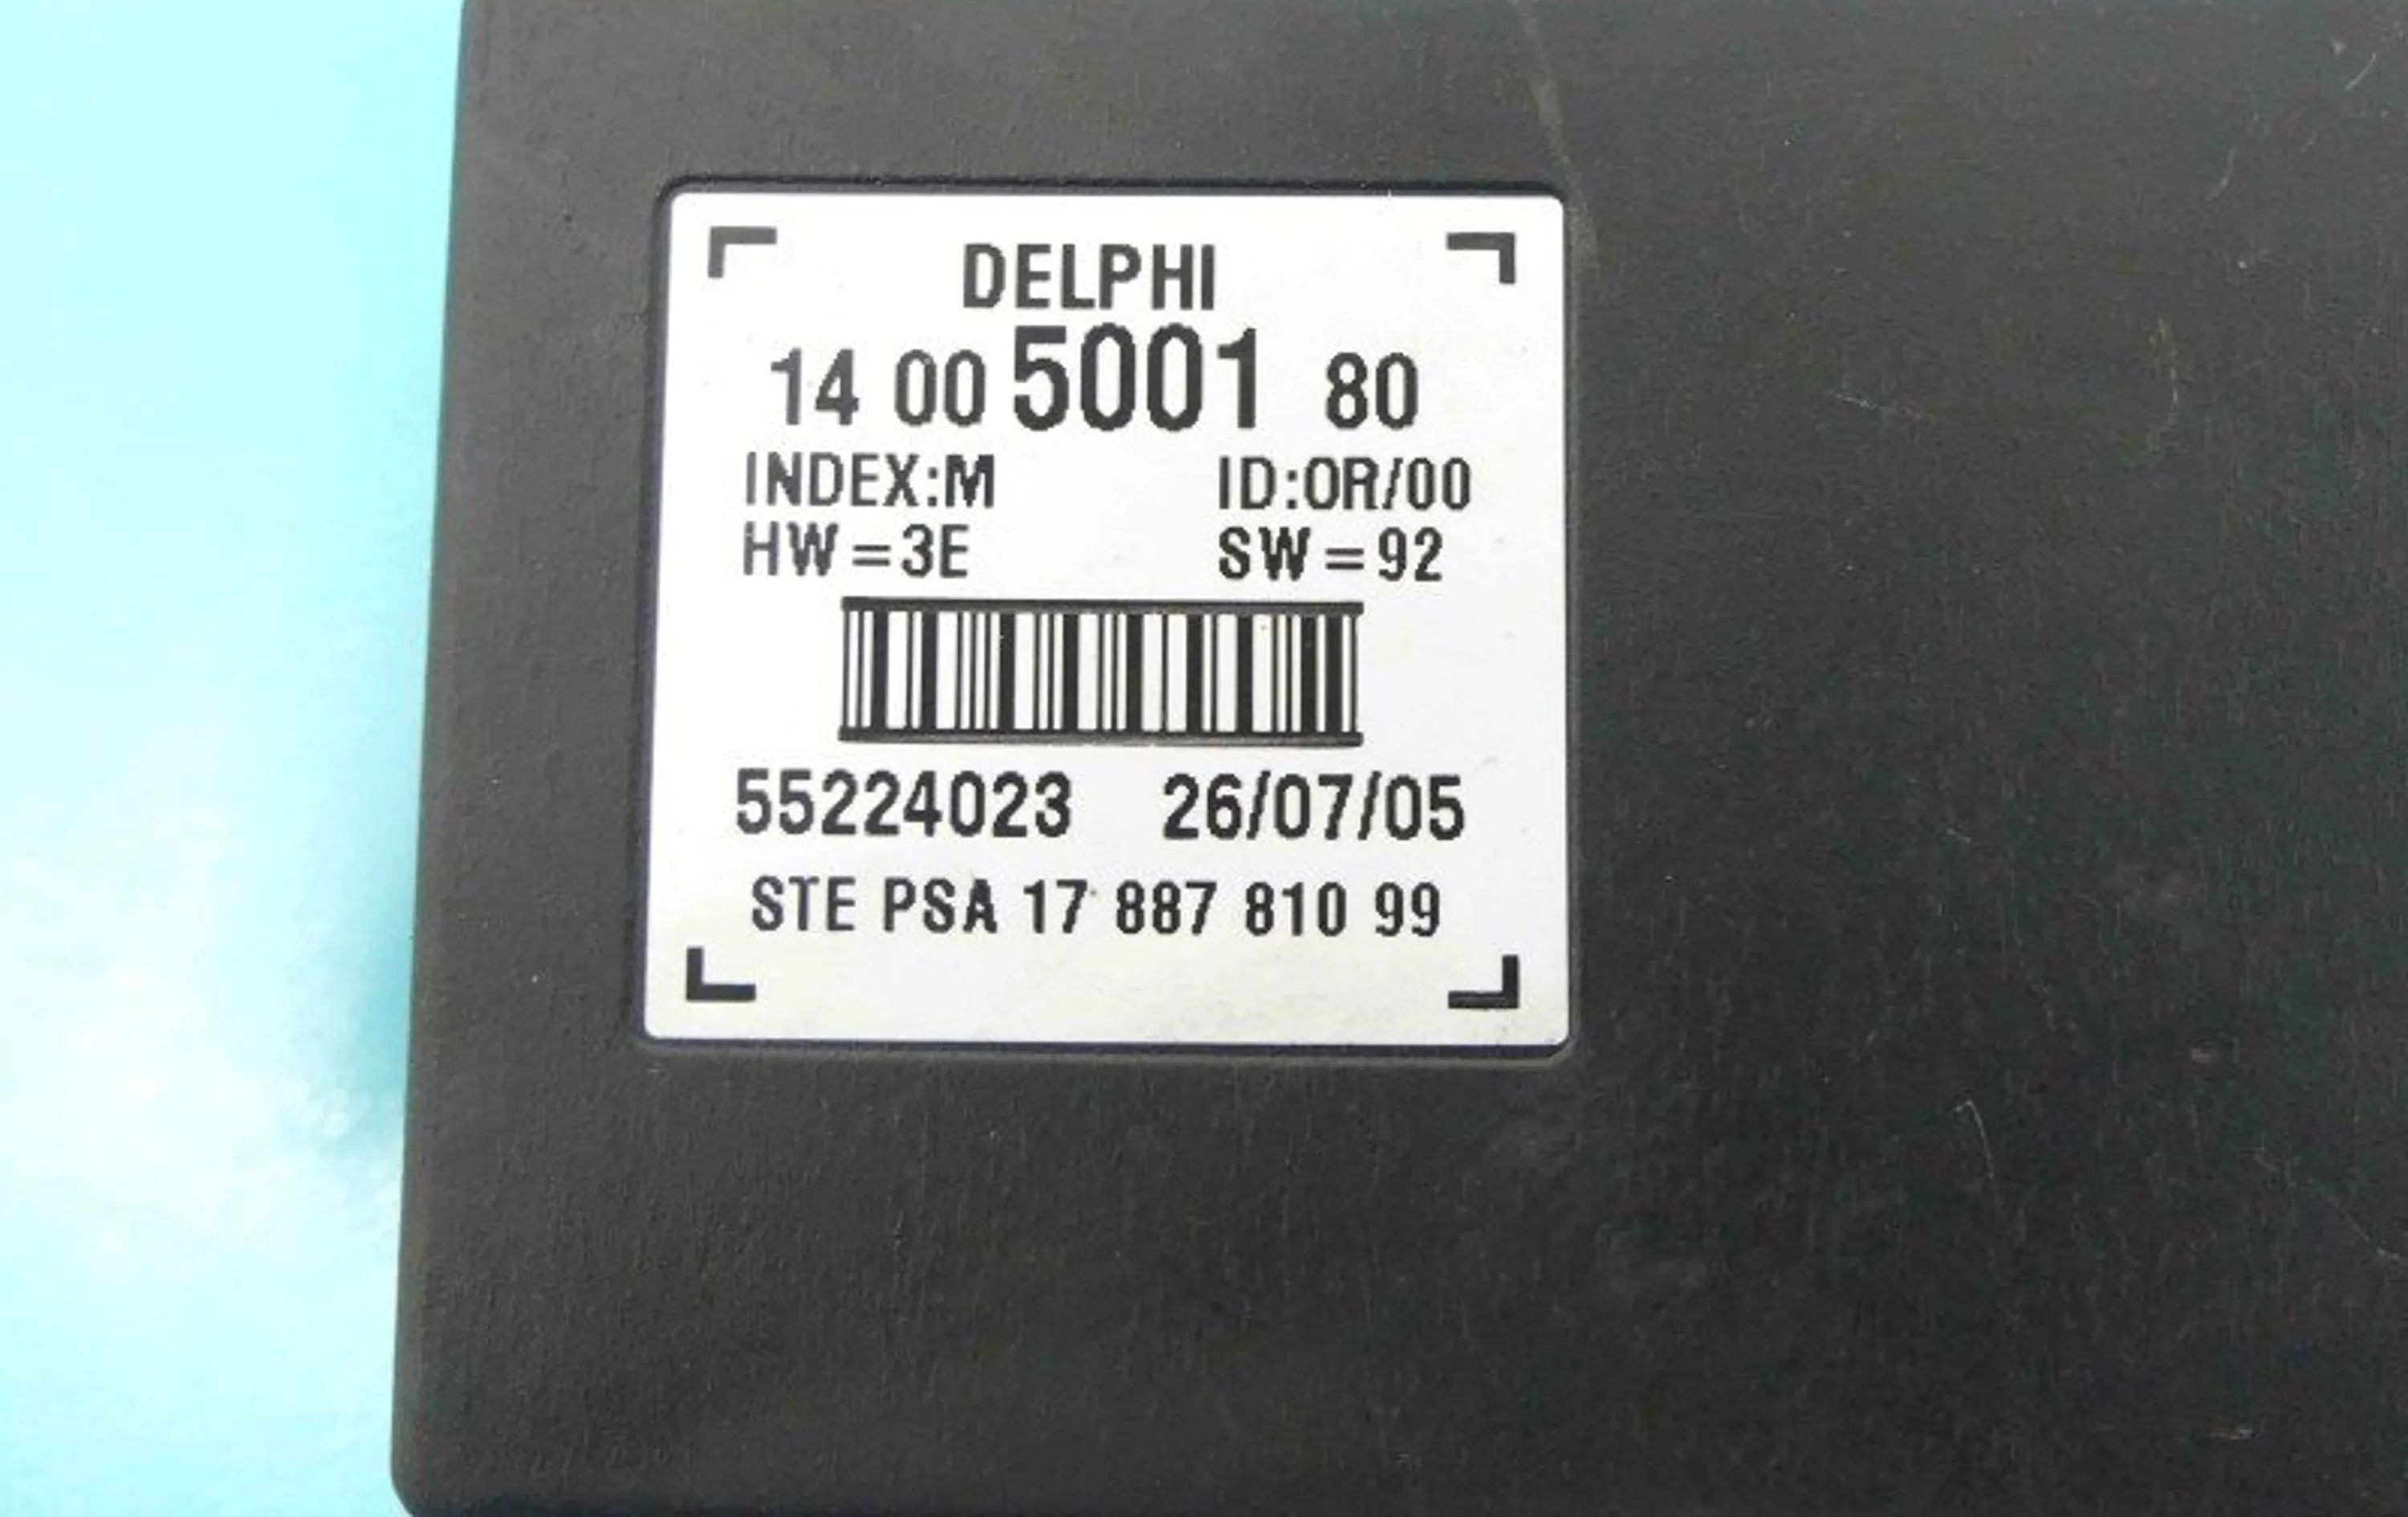 DELPHI
14 00 5001 80
INDEX:M ID:OR/00
HW=3E SW=92
55224023 26/07/05
STE PSA 17 887 810 99